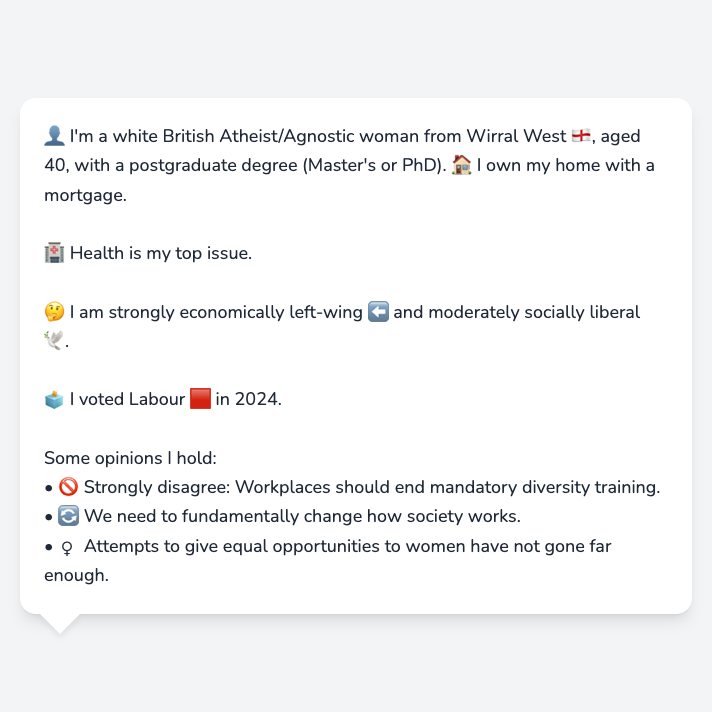 👤 I'm a white British Atheist/Agnostic woman from Wirral West 🏴󠁧󠁢󠁥󠁮󠁧󠁿, aged
40, with a postgraduate degree (Master's or PhD). 🏠 I own my home with a
mortgage.
🏥 Health is my top issue.
🤔 I am strongly economically left-wing ⬅️ and moderately socially liberal
🕊️.
🗳️ I voted Labour 🟥 in 2024.
Some opinions I hold:
• 🚫 Strongly disagree: Workplaces should end mandatory diversity training.
• 🔄 We need to fundamentally change how society works.
• ♀ Attempts to give equal opportunities to women have not gone far
enough.